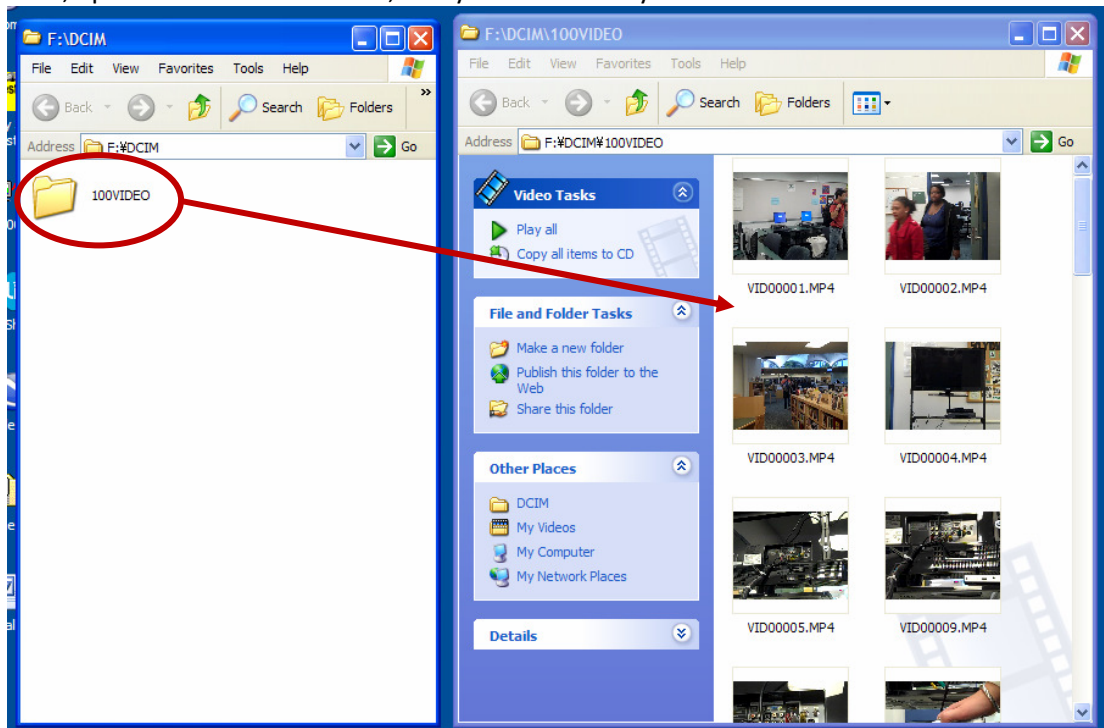 F:\DCIM
File Edit View Favorites Tools Help
Back Search Folders »
Address F:¥DCIM Go
100VIDEO
F:\DCIM\100VIDEO
File Edit View Favorites Tools Help
Back Search Folders
Address F:¥DCIM¥100VIDEO Go
Video Tasks
Play all
Copy all items to CD
File and Folder Tasks
Make a new folder
Publish this folder to the
Web
Share this folder
Other Places
DCIM
My Videos
My Computer
My Network Places
Details
VID00001.MP4 VID00002.MP4
VID00003.MP4 VID00004.MP4
VID00005.MP4 VID00009.MP4